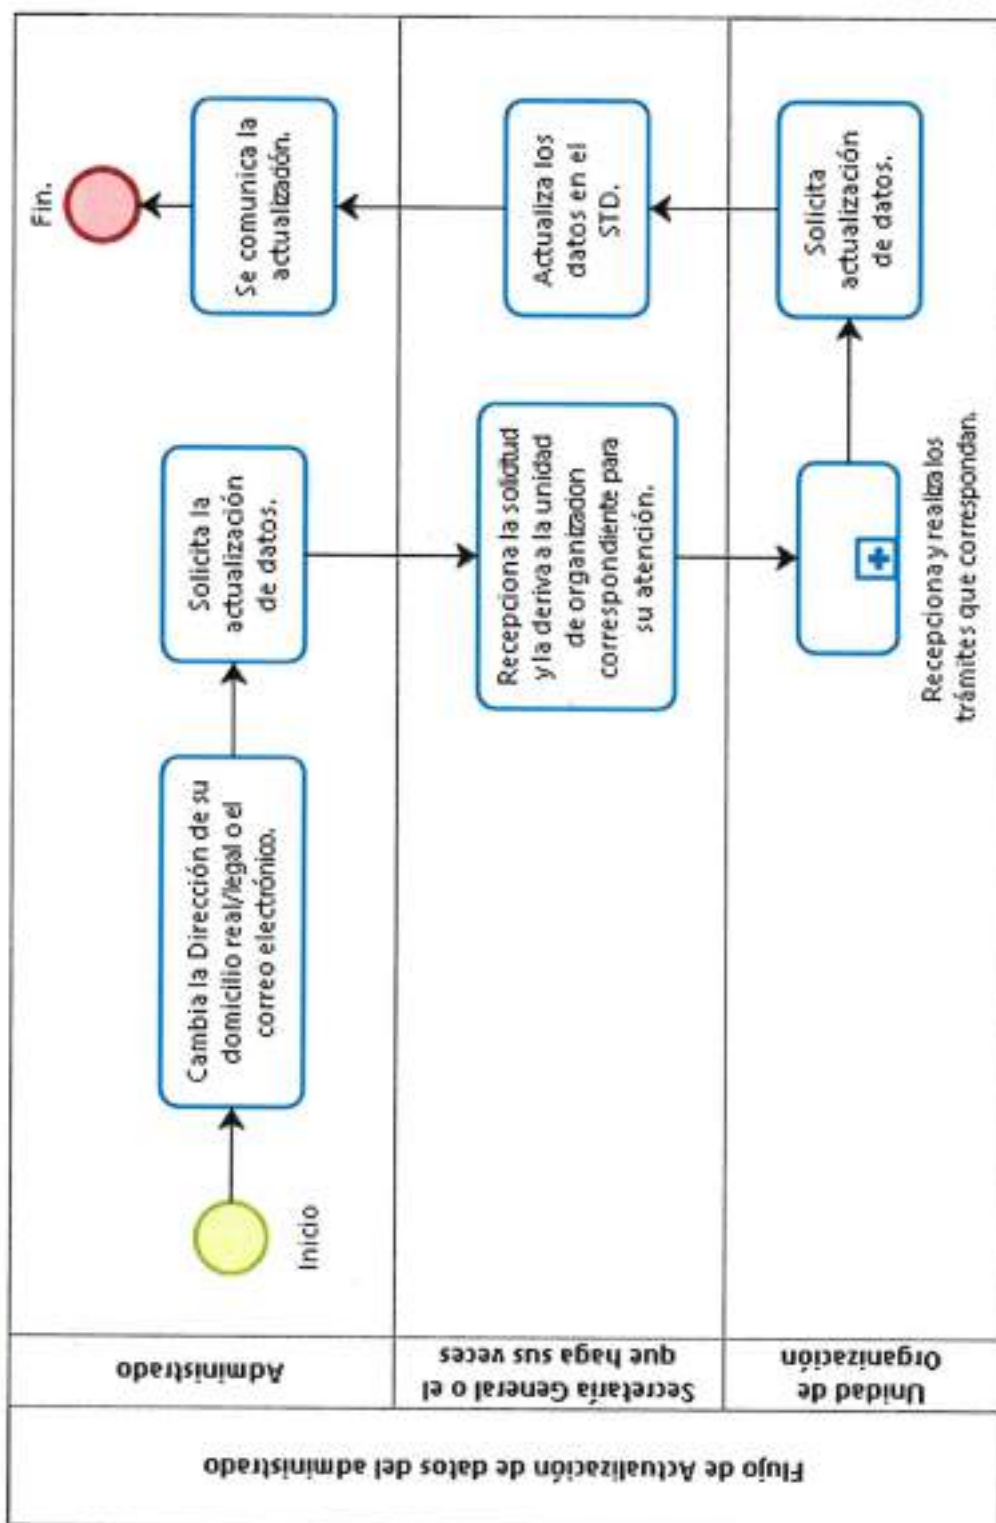 Flujo de Actualización de datos del administrado
Administrado
Inicio
Cambia la Dirección de su
domicilio real/legal o el
correo electrónico.
Solicita la
actualización
de datos.
Se comunica la
actualización.
Fin.
Secretaría General o el
que haga sus veces
Recepciona la solicitud
y la deriva a la unidad
de organizacion
correspondiente para
su atención.
Actualiza los
datos en el
STD.
Unidad de
Organización
Recepciona y realiza los
trámites que correspondan.
Solicita
actualización
de datos.